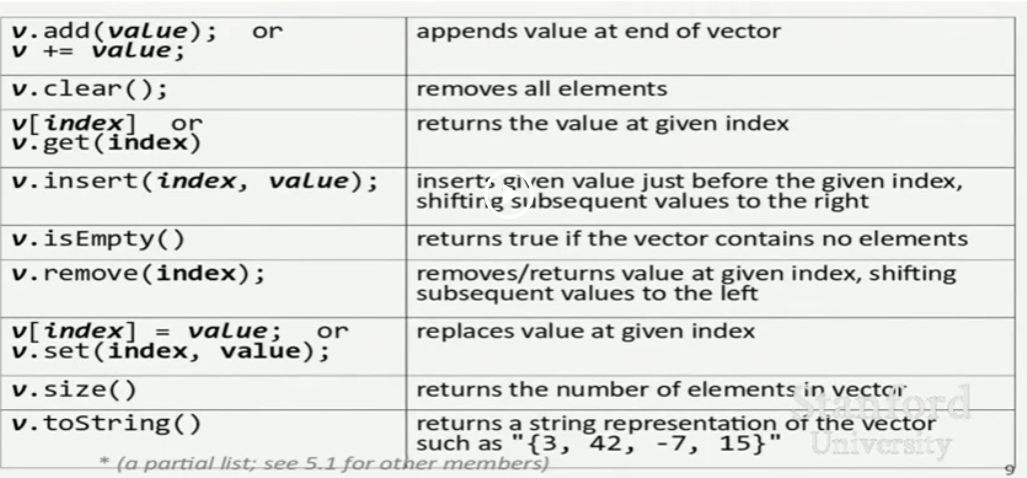 v.add(value); or
v += value;
appends value at end of vector
v.clear();
removes all elements
v[index] or
v.get(index)
returns the value at given index
v.insert(index, value);
inserts given value just before the given index,
shifting subsequent values to the right
v.isEmpty()
returns true if the vector contains no elements
v.remove(index);
removes/returns value at given index, shifting
subsequent values to the left
v[index] = value; or
v.set(index, value);
replaces value at given index
v.size()
returns the number of elements in vector
v.toString()
returns a string representation of the vector
such as "{3, 42, -7, 15}"
* (a partial list; see 5.1 for other members)
Stanford
University
9